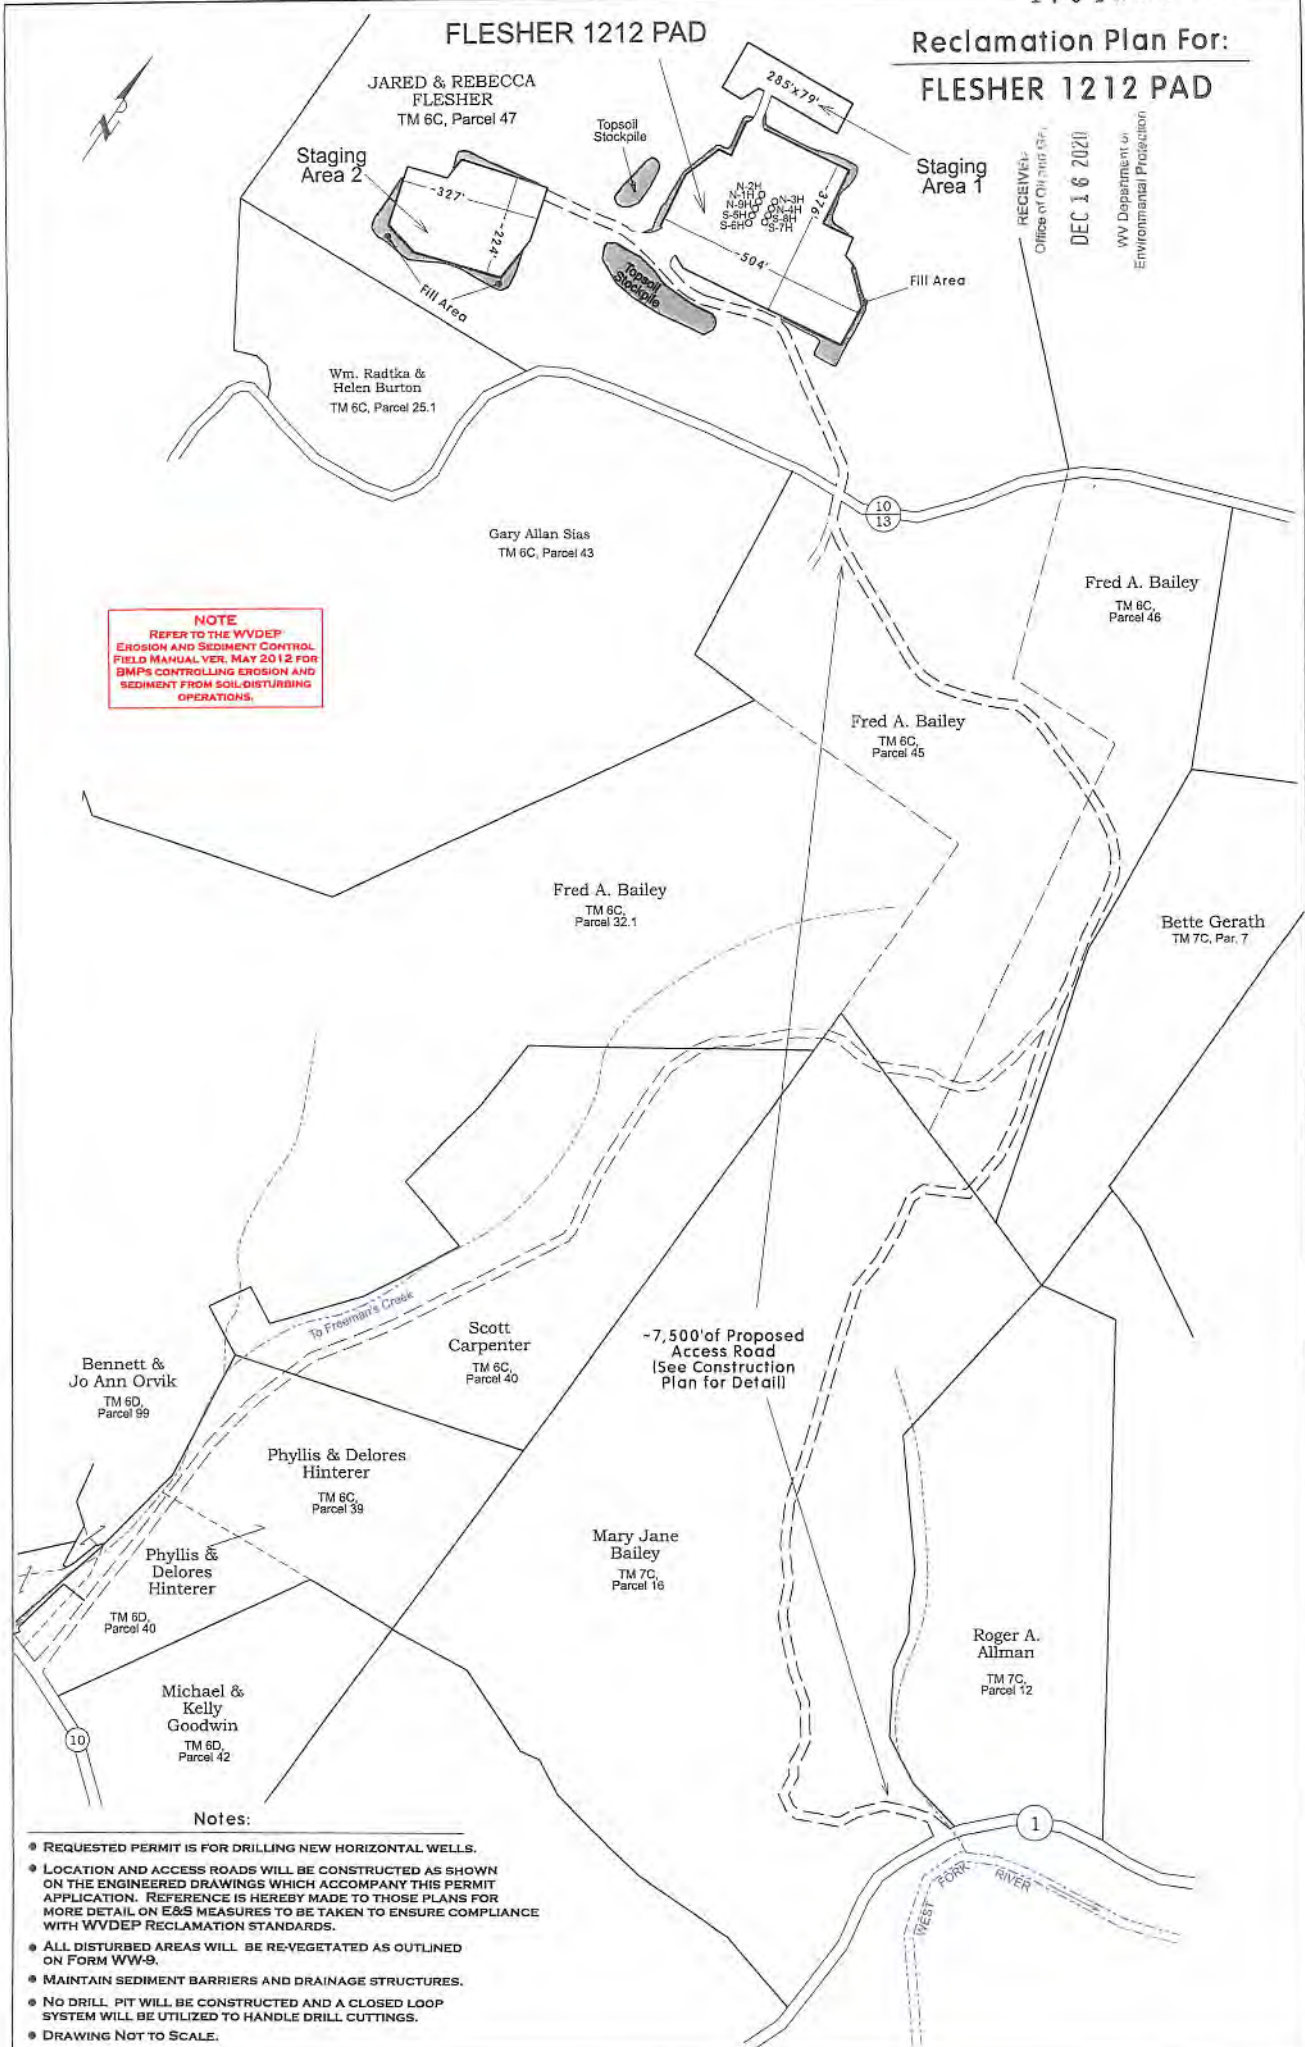 FLESHER 1212 PAD
Reclamation Plan For:
FLESHER 1212 PAD
RECEIVED
Office of Oil and
DEC 16 2020
WV Department of
Environmental Protection
NP
JARED & REBECCA
FLESHER
TM 6C, Parcel 47
285'x79'
Topsoil
Stockpile
Staging
Area 2
Staging
Area 1
~327'
~224'
N-2H
N-1H
N-3H
N-9H
N-4H
S-5H
S-8H
S-6H
S-7H
~376'
~504'
Topsoil
Stockpile
Fill Area
Fill Area
Wm. Radtka &
Helen Burton
TM 6C, Parcel 25.1
10
13
Gary Allan Sias
TM 6C, Parcel 43
Fred A. Bailey
TM 6C,
Parcel 46
NOTE
REFER TO THE WVDEP
EROSION AND SEDIMENT CONTROL
FIELD MANUAL VER. MAY 2012 FOR
BMPS CONTROLLING EROSION AND
SEDIMENT FROM SOIL-DISTURBING
OPERATIONS.
Fred A. Bailey
TM 6C,
Parcel 45
Fred A. Bailey
TM 6C,
Parcel 32.1
Bette Gerath
TM 7C, Par. 7
To Freeman's Creek
Scott
Carpenter
TM 6C,
Parcel 40
~7,500'of Proposed
Access Road
(See Construction
Plan for Detail)
Bennett &
Jo Ann Orvik
TM 6D,
Parcel 99
Phyllis & Delores
Hinterer
TM 6C,
Parcel 39
Mary Jane
Bailey
TM 7C,
Parcel 16
Phyllis &
Delores
Hinterer
TM 6D,
Parcel 40
Roger A.
Allman
TM 7C,
Parcel 12
Michael &
Kelly
Goodwin
TM 6D,
Parcel 42
10
1
WEST FORK RIVER
Notes:
• REQUESTED PERMIT IS FOR DRILLING NEW HORIZONTAL WELLS.
• LOCATION AND ACCESS ROADS WILL BE CONSTRUCTED AS SHOWN
ON THE ENGINEERED DRAWINGS WHICH ACCOMPANY THIS PERMIT
APPLICATION. REFERENCE IS HEREBY MADE TO THOSE PLANS FOR
MORE DETAIL ON E&S MEASURES TO BE TAKEN TO ENSURE COMPLIANCE
WITH WVDEP RECLAMATION STANDARDS.
• ALL DISTURBED AREAS WILL BE RE-VEGETATED AS OUTLINED
ON FORM WW-9.
• MAINTAIN SEDIMENT BARRIERS AND DRAINAGE STRUCTURES.
• NO DRILL PIT WILL BE CONSTRUCTED AND A CLOSED LOOP
SYSTEM WILL BE UTILIZED TO HANDLE DRILL CUTTINGS.
• DRAWING NOT TO SCALE.